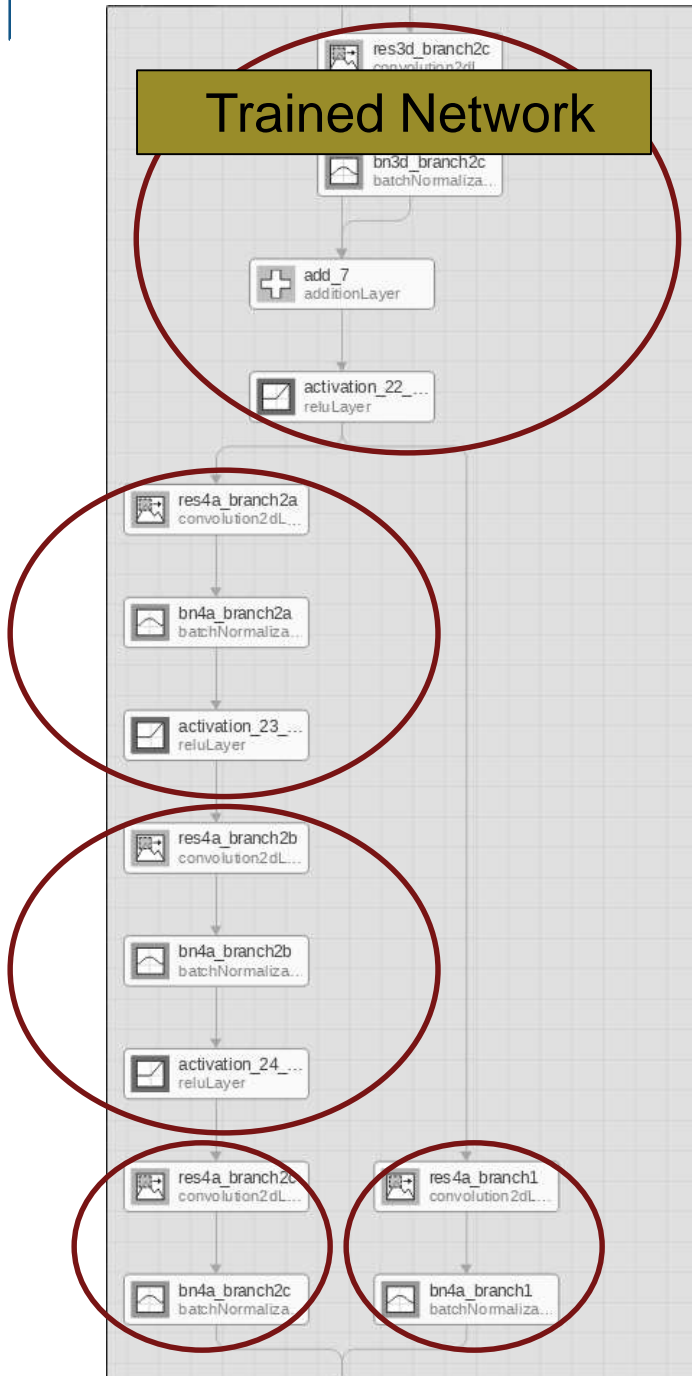 res3d_branch2c
convolution2dL...
Trained Network
bn3d_branch2c
batchNormaliza...
add_7
additionLayer
activation_22_...
reluLayer
res4a_branch2a
convolution2dL...
bn4a_branch2a
batchNormaliza...
activation_23_...
reluLayer
res4a_branch2b
convolution2dL...
bn4a_branch2b
batchNormaliza...
activation_24_...
reluLayer
res4a_branch2c
convolution2dL...
res4a_branch1
convolution2dL...
bn4a_branch2c
batchNormaliza...
bn4a_branch1
batchNormaliza...